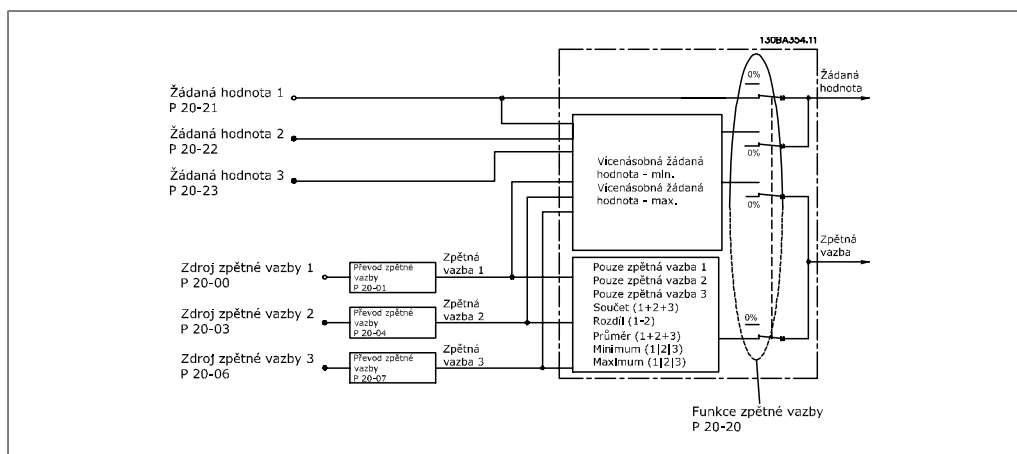 130BA354.11
Žádaná hodnota 1
P 20-21
Žádaná hodnota 2
P 20-22
Žádaná hodnota 3
P 20-23
0%
Žádaná
hodnota
0%
Vícenásobná žádaná
hodnota - min.
Vícenásobná žádaná
hodnota - max.
0%
Zpětná
vazba
Zdroj zpětné vazby 1
P 20-00
Převod zpětné
vazby
P 20-01
Zpětná
vazba 1
Zdroj zpětné vazby 2
P 20-03
Převod zpětné
vazby
P 20-04
Zpětná
vazba 2
Zdroj zpětné vazby 3
P 20-06
Převod zpětné
vazby
P 20-07
Zpětná
vazba 3
Pouze zpětná vazba 1
Pouze zpětná vazba 2
Pouze zpětná vazba 3
Součet (1+2+3)
Rozdíl (1-2)
Průměr (1+2+3)
Minimum (1|2|3)
Maximum (1|2|3)
0%
Funkce zpětné vazby
P 20-20